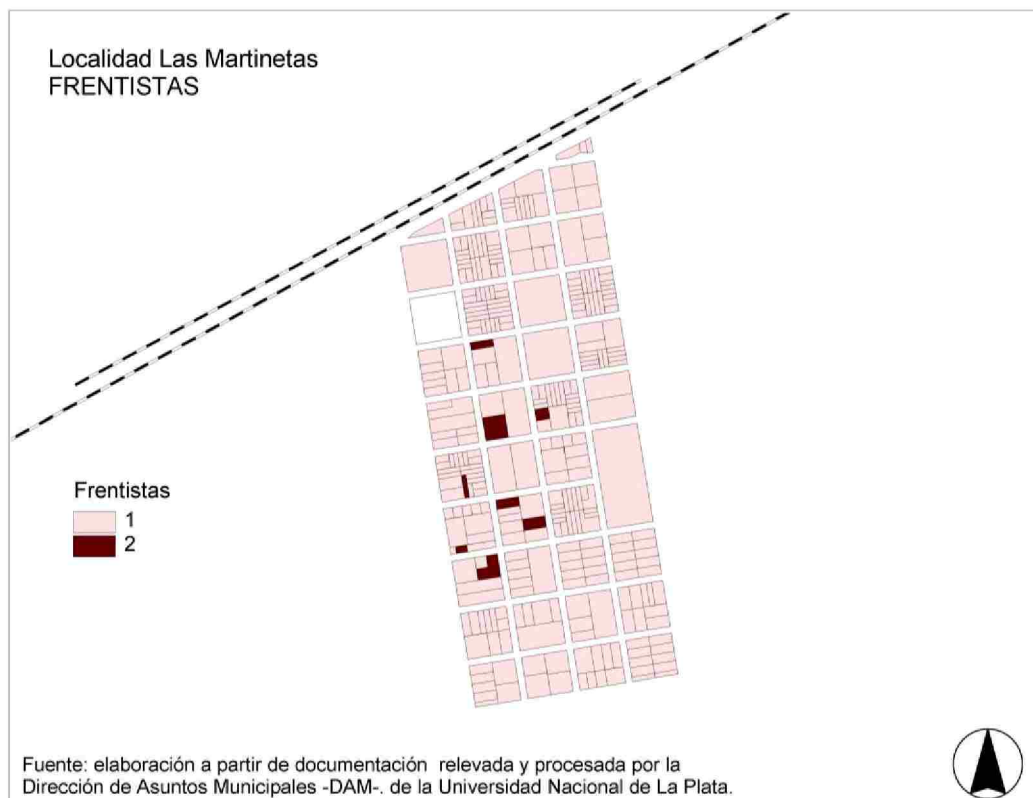 Localidad Las Martinetas
FRENTISTAS
Frentistas
1
2
Fuente: elaboración a partir de documentación relevada y procesada por la
Dirección de Asuntos Municipales -DAM-. de la Universidad Nacional de La Plata.